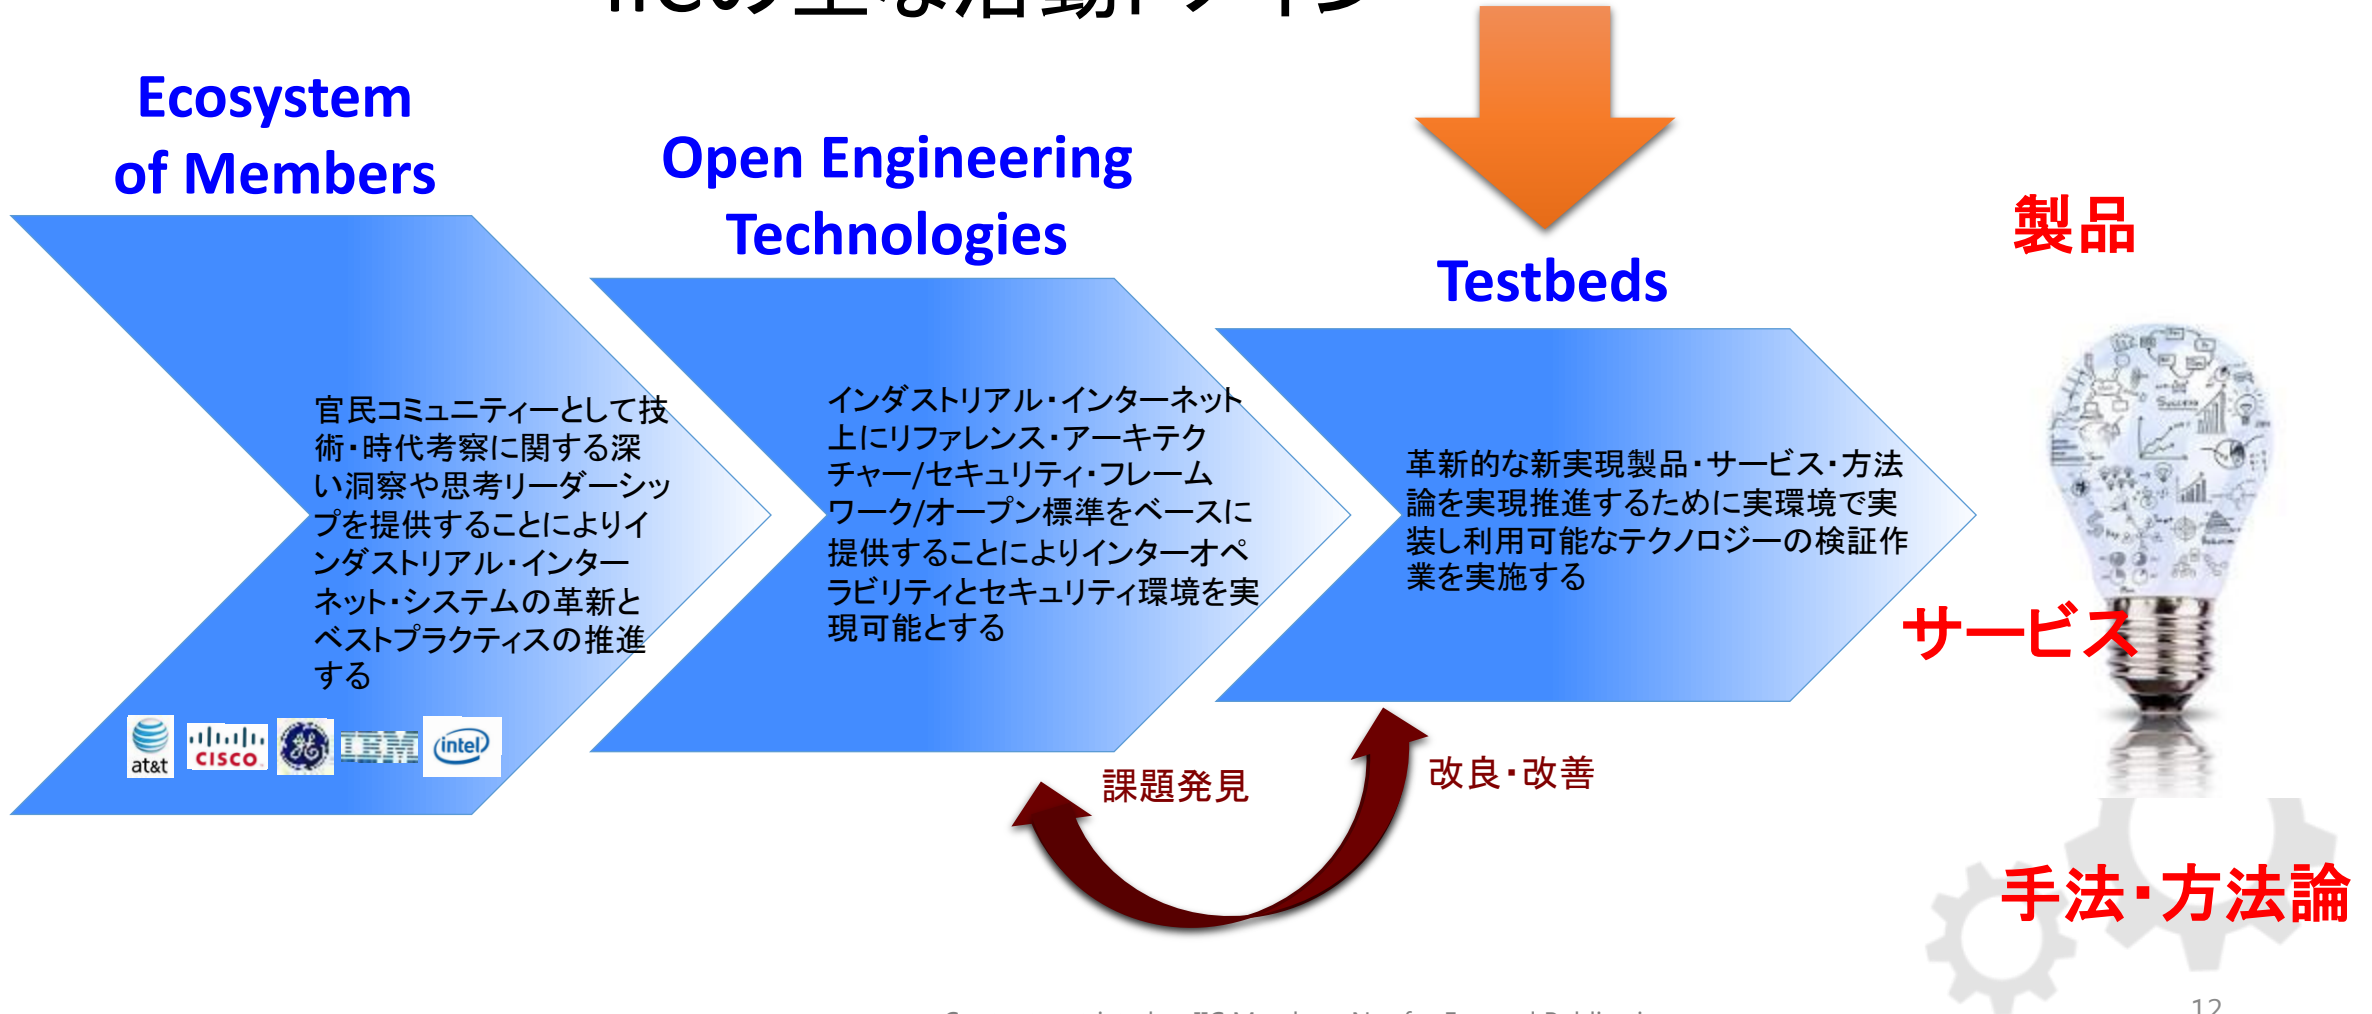 の主な活動ドメイン
Ecosystem
of Members
Open Engineering
Technologies
Testbeds
製品
官民コミュニティーとして技
術・時代考察に関する深
い洞察や思考リーダーシッ
プを提供することによりイ
ンダストリアル・インター
ネット・システムの革新と
ベストプラクティスの推進
する
インダストリアル・インターネット
上にリファレンス・アーキテク
チャー/セキュリティ・フレーム
ワーク/オープン標準をベースに
提供することによりインターオペ
ラビリティとセキュリティ環境を実
現可能とする
革新的な新実現製品・サービス・方法
論を実現推進するために実環境で実
装し利用可能なテクノロジーの検証作
業を実施する
サービス
at&t
CISCO
IBM
intel
課題発見
改良・改善
手法・方法論
12